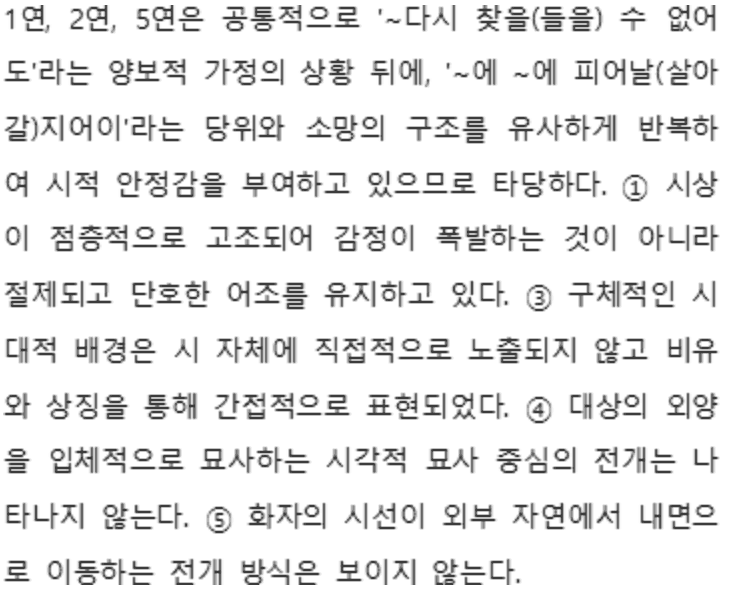 1연, 2연, 5연은 공통적으로 '~다시 찾을(들을) 수 없어
도'라는 양보적 가정의 상황 뒤에, '~에 ~에 피어날(살아
갈)지어이'라는 당위와 소망의 구조를 유사하게 반복하
여 시적 안정감을 부여하고 있으므로 타당하다. ① 시상
이 점층적으로 고조되어 감정이 폭발하는 것이 아니라
절제되고 단호한 어조를 유지하고 있다. ③ 구체적인 시
대적 배경은 시 자체에 직접적으로 노출되지 않고 비유
와 상징을 통해 간접적으로 표현되었다. ④ 대상의 외양
을 입체적으로 묘사하는 시각적 묘사 중심의 전개는 나
타나지 않는다. ⑤ 화자의 시선이 외부 자연에서 내면으
로 이동하는 전개 방식은 보이지 않는다.